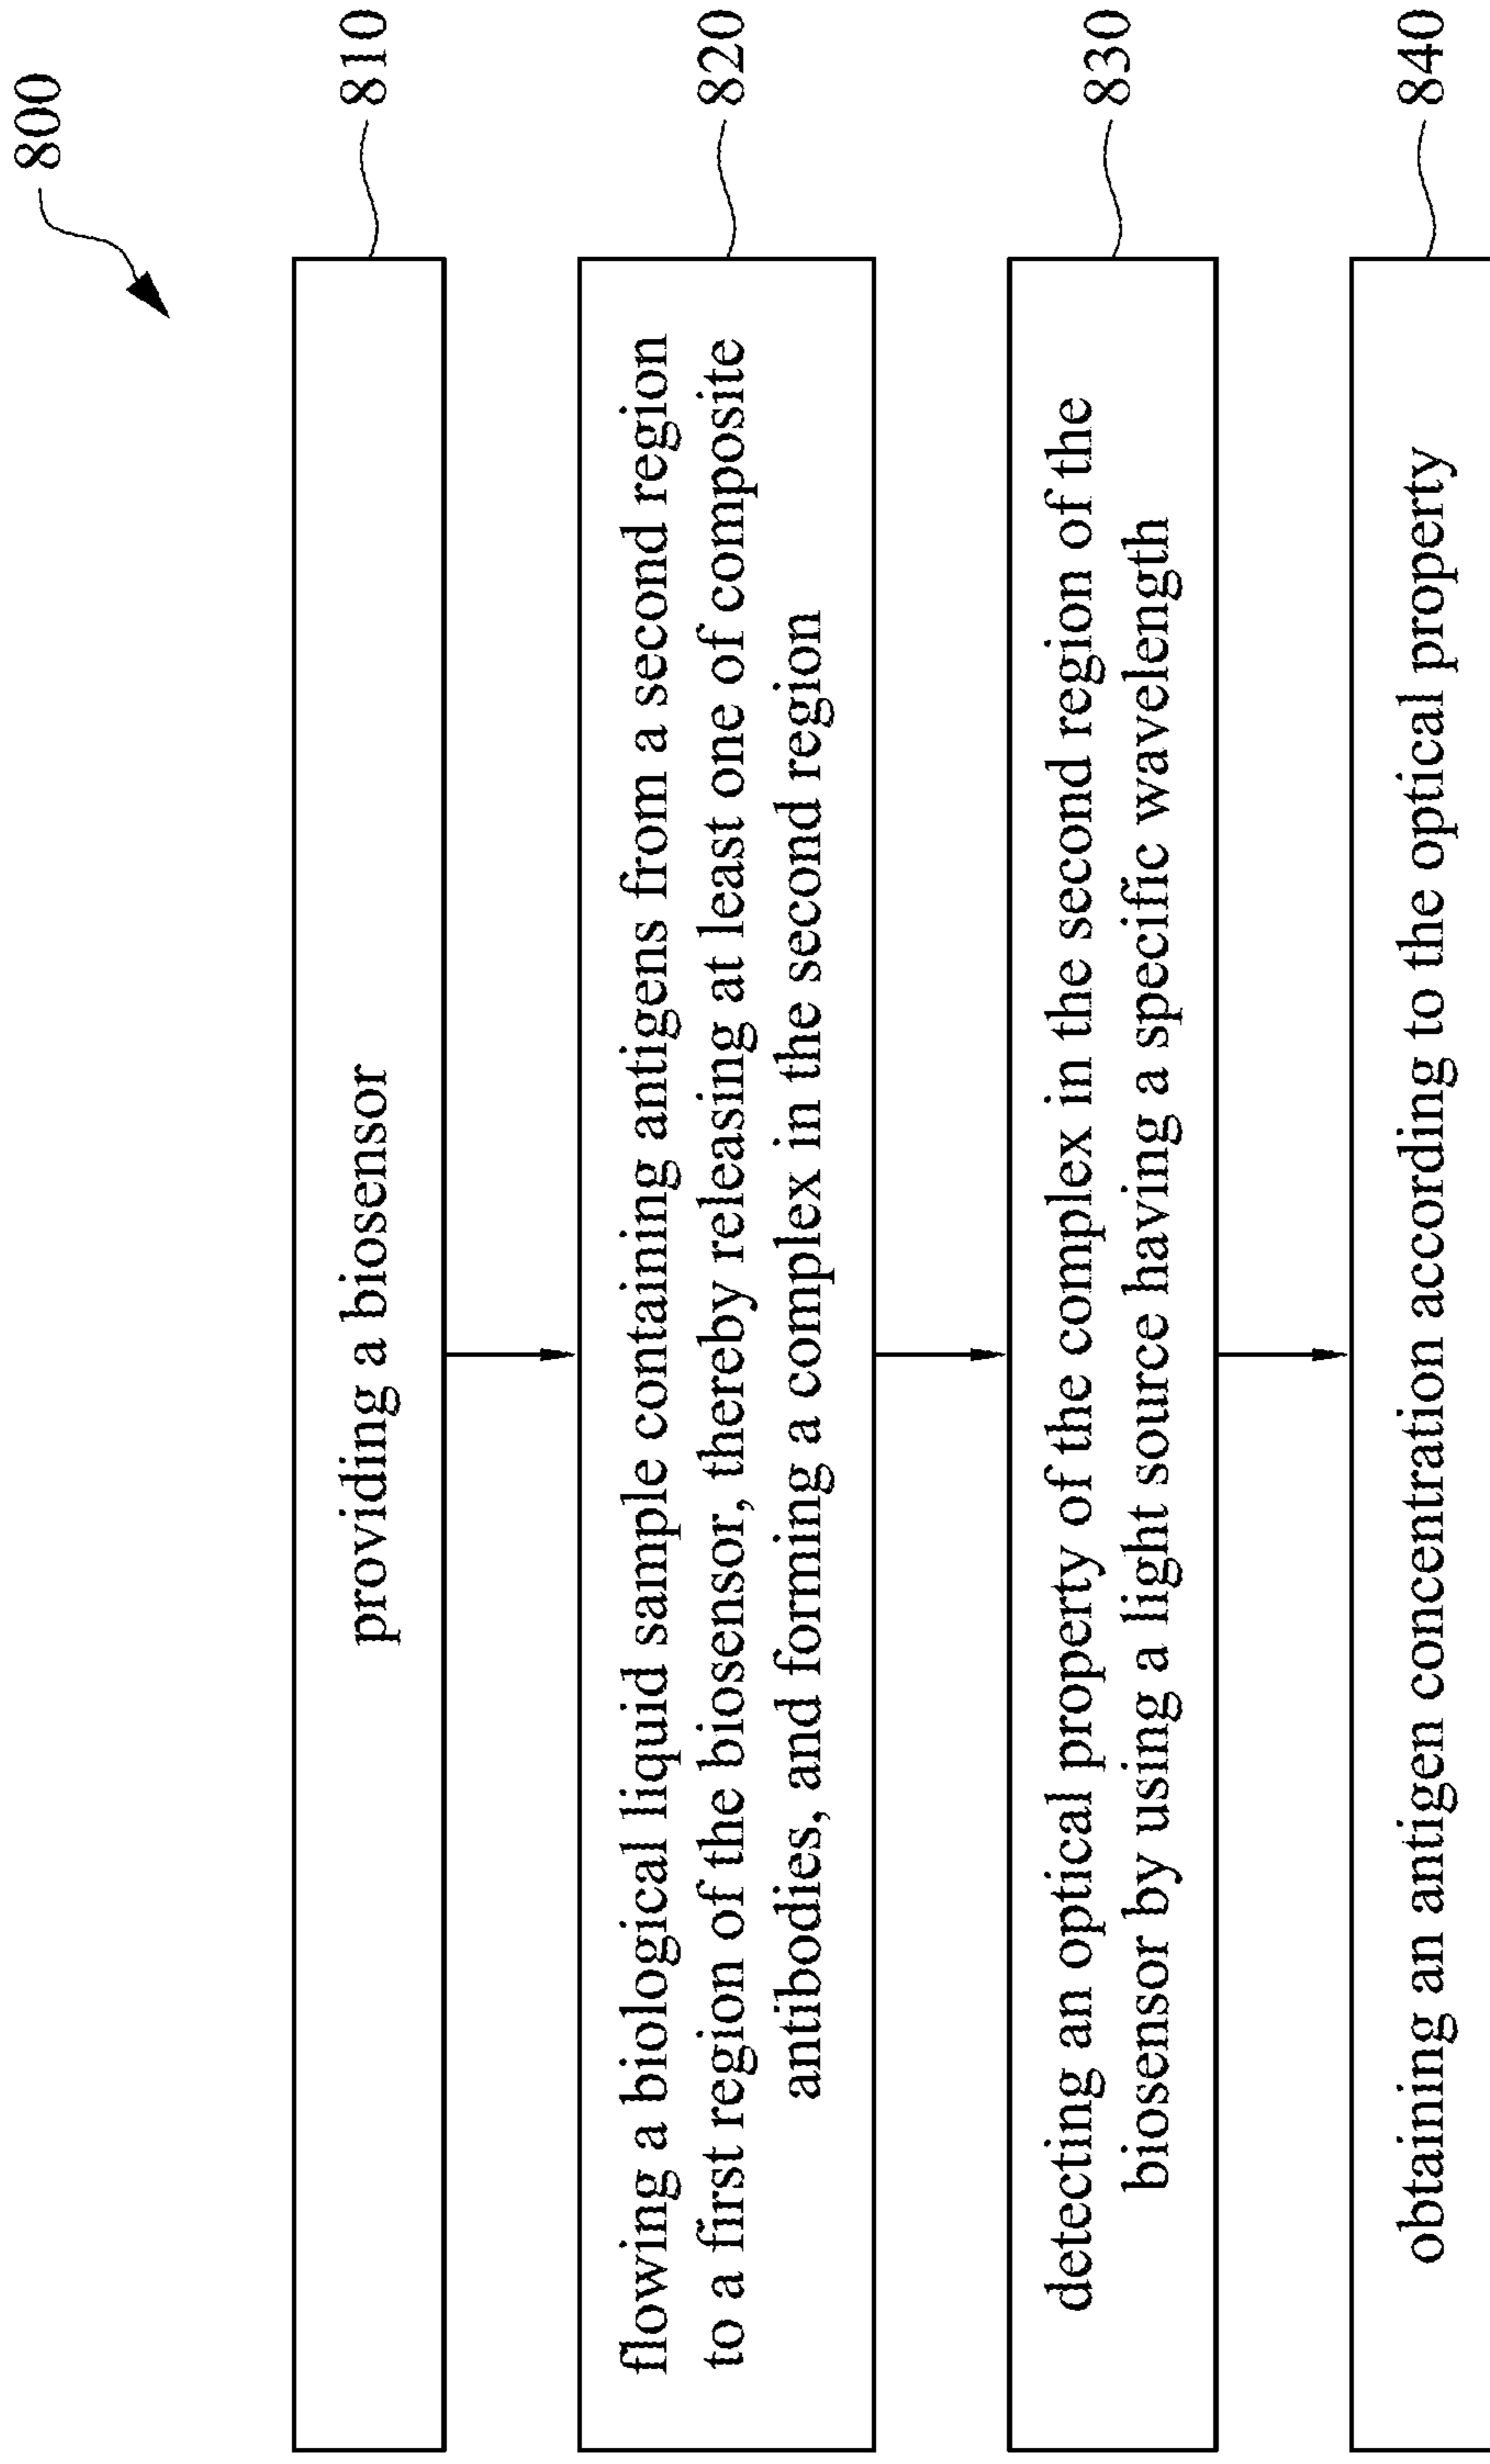 800
810
providing a biosensor
820
flowing a biological liquid sample containing antigens from a second region
to a first region of the biosensor, thereby releasing at least one of composite
antibodies, and forming a complex in the second region
830
detecting an optical property of the complex in the second region of the
biosensor by using a light source having a specific wavelength
840
obtaining an antigen concentration according to the optical property